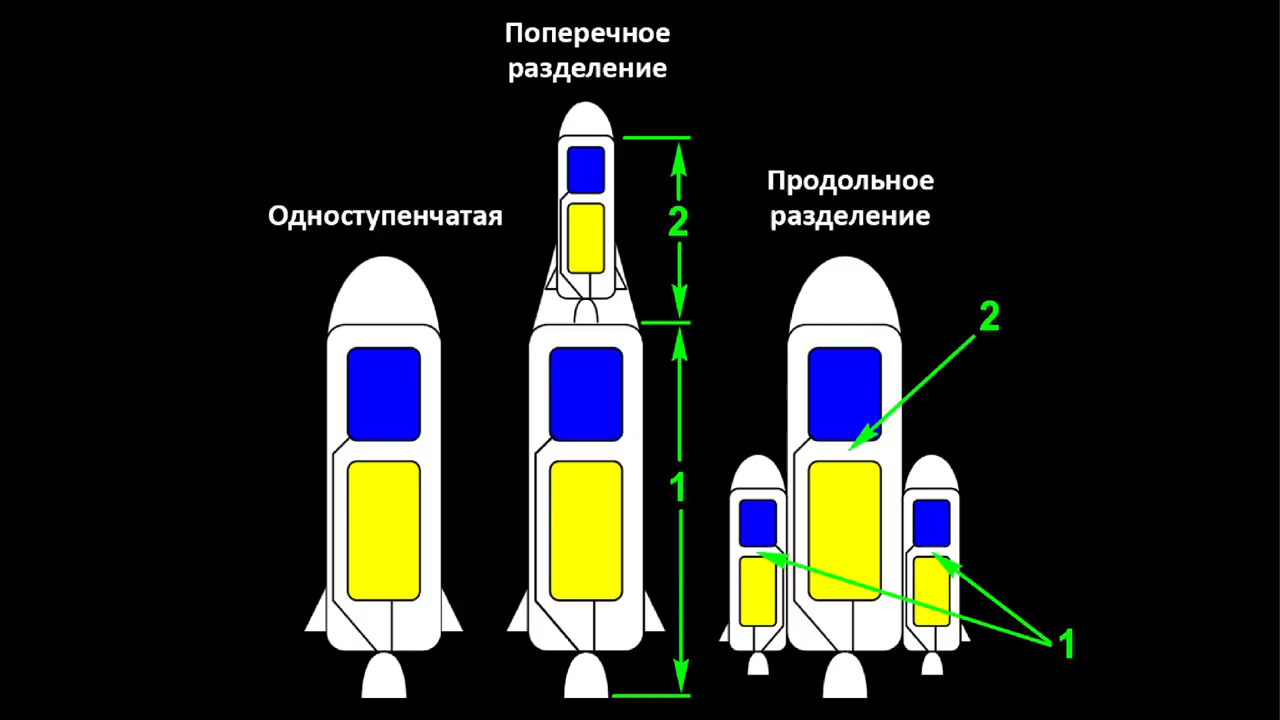 Поперечное
разделение
Продольное
разделение
Одноступенчатая
2
2
1
1